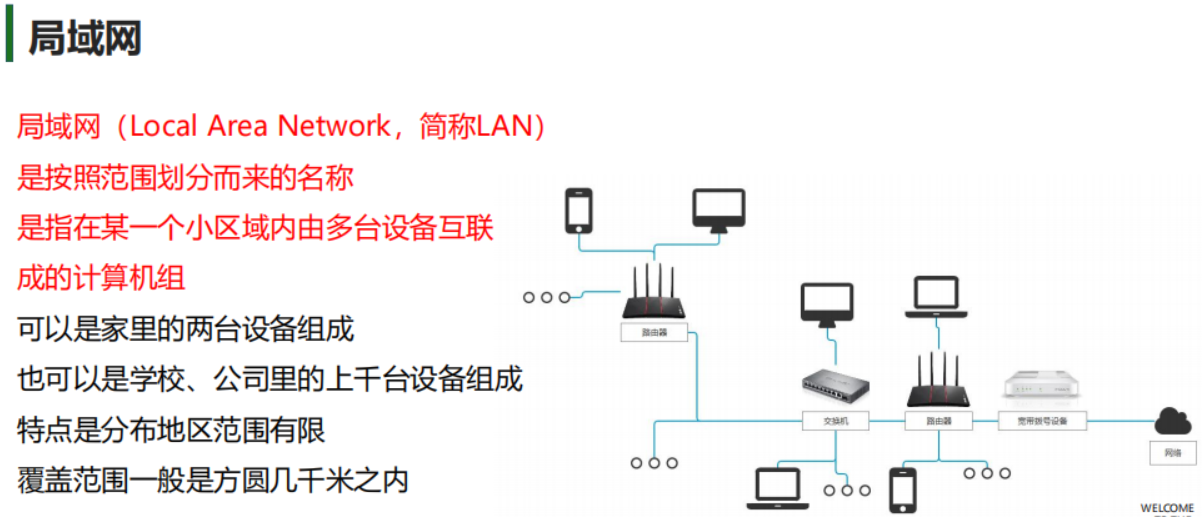 局域网
局域网（Local Area Network，简称LAN）
是按照范围划分而来的名称
是指在某一个小区域内由多台设备互联
成的计算机组
可以是家里的两台设备组成
也可以是学校、公司里的上千台设备组成
特点是分布地区范围有限
覆盖范围一般是方圆几千米之内
路由器
交换机
路由器
宽带拨号设备
网络
WELCOME